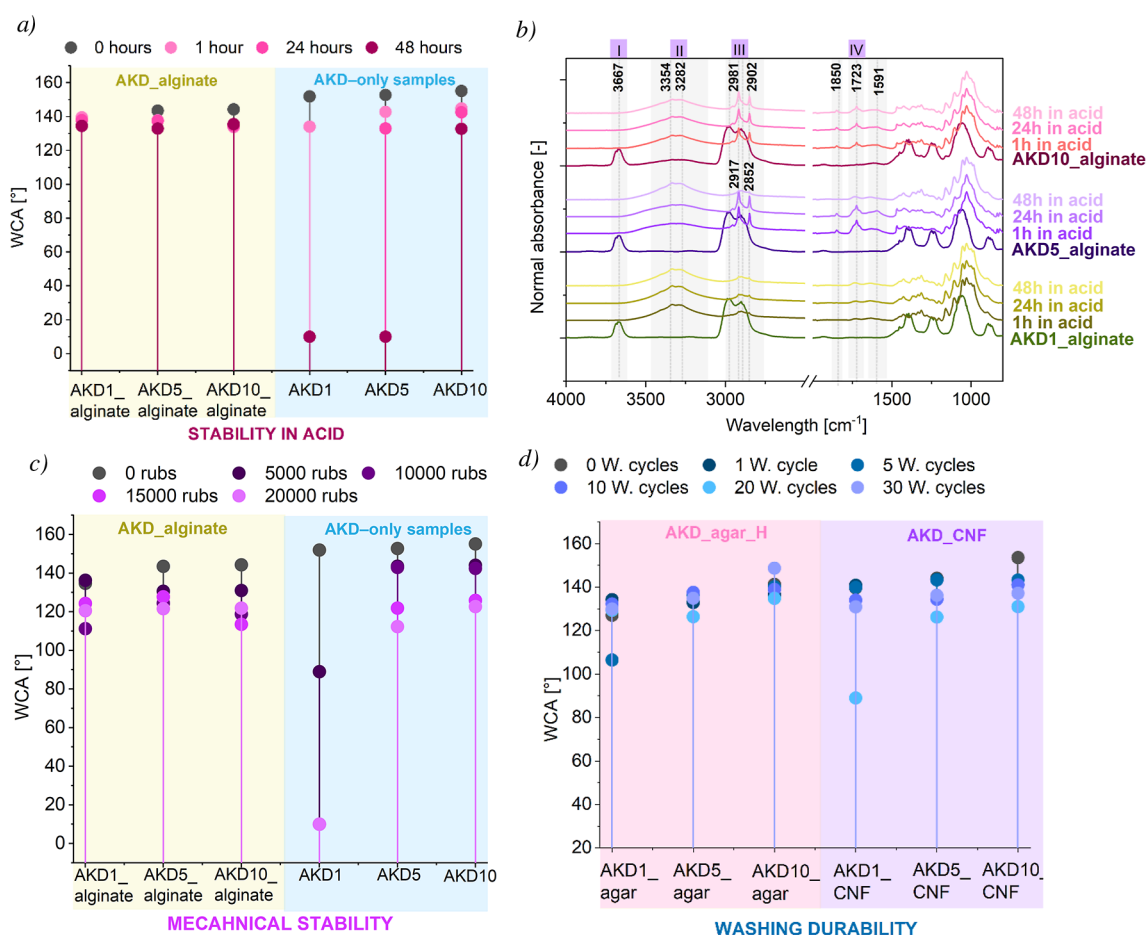 a)
0 hours 1 hour 24 hours 48 hours
AKD_alginate AKD–only samples
160
140
120
100
80
60
40
20
0
WCA [°]
AKD1_ alginate
AKD5_ alginate
AKD10_ alginate
AKD1
AKD5
AKD10
STABILITY IN ACID
b)
I II III IV
3667
3354
3282
2981
2902
1850
1723
1591
48h in acid
24h in acid
1h in acid
AKD10_alginate
2917
2852
48h in acid
24h in acid
1h in acid
AKD5_alginate
48h in acid
24h in acid
1h in acid
AKD1_alginate
Normal absorbance [-]
4000 3000 1500 1000
Wavelength [cm-1]
c)
0 rubs 5000 rubs 10000 rubs
15000 rubs 20000 rubs
AKD_alginate AKD–only samples
160
140
120
100
80
60
40
20
0
WCA [°]
AKD1_ alginate
AKD5_ alginate
AKD10_ alginate
AKD1
AKD5
AKD10
MECAHNICAL STABILITY
d)
0 W. cycles 1 W. cycle 5 W. cycles
10 W. cycles 20 W. cycles 30 W. cycles
AKD_agar_H AKD_CNF
160
140
120
100
80
60
40
20
WCA [°]
AKD1_ agar
AKD5_ agar
AKD10_ agar
AKD1_ CNF
AKD5_ CNF
AKD10_ CNF
WASHING DURABILITY